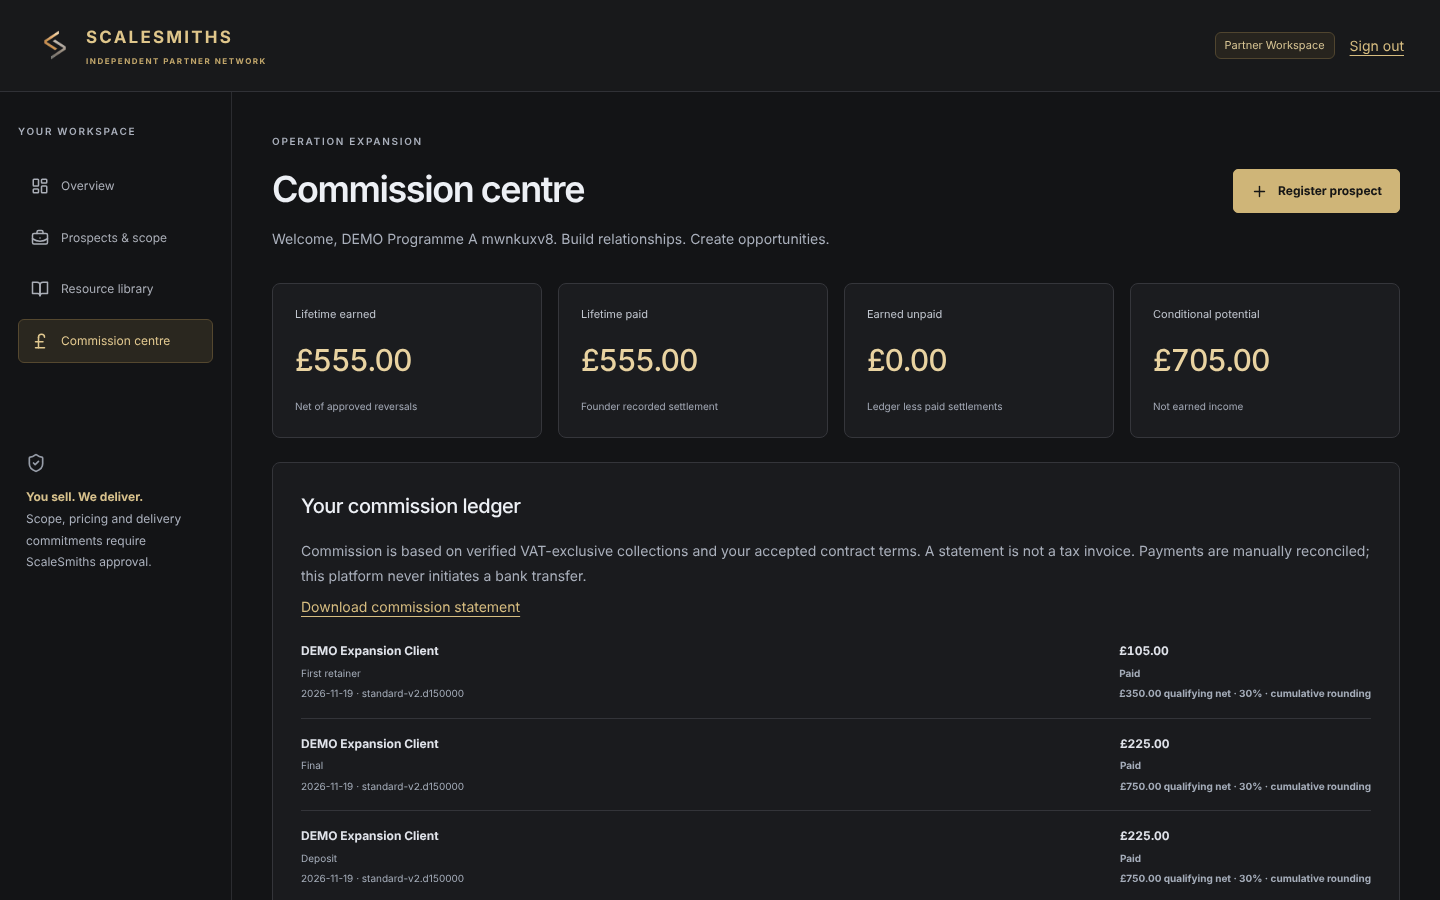 SCALESMITHS
INDEPENDENT PARTNER NETWORK
Partner Workspace
Sign out
YOUR WORKSPACE
Overview
Prospects & scope
Resource library
Commission centre
You sell. We deliver.
Scope, pricing and delivery
commitments require
ScaleSmiths approval.
OPERATION EXPANSION
Commission centre
Register prospect
Welcome, DEMO Programme A mwnkuxv8. Build relationships. Create opportunities.
Lifetime earned
£555.00
Net of approved reversals
Lifetime paid
£555.00
Founder recorded settlement
Earned unpaid
£0.00
Ledger less paid settlements
Conditional potential
£705.00
Not earned income
Your commission ledger
Commission is based on verified VAT-exclusive collections and your accepted contract terms. A statement is not a tax invoice. Payments are manually reconciled;
this platform never initiates a bank transfer.
Download commission statement
DEMO Expansion Client
First retainer
2026-11-19 · standard-v2.d150000
£105.00
Paid
£350.00 qualifying net · 30% · cumulative rounding
DEMO Expansion Client
Final
2026-11-19 · standard-v2.d150000
£225.00
Paid
£750.00 qualifying net · 30% · cumulative rounding
DEMO Expansion Client
Deposit
2026-11-19 · standard-v2.d150000
£225.00
Paid
£750.00 qualifying net · 30% · cumulative rounding